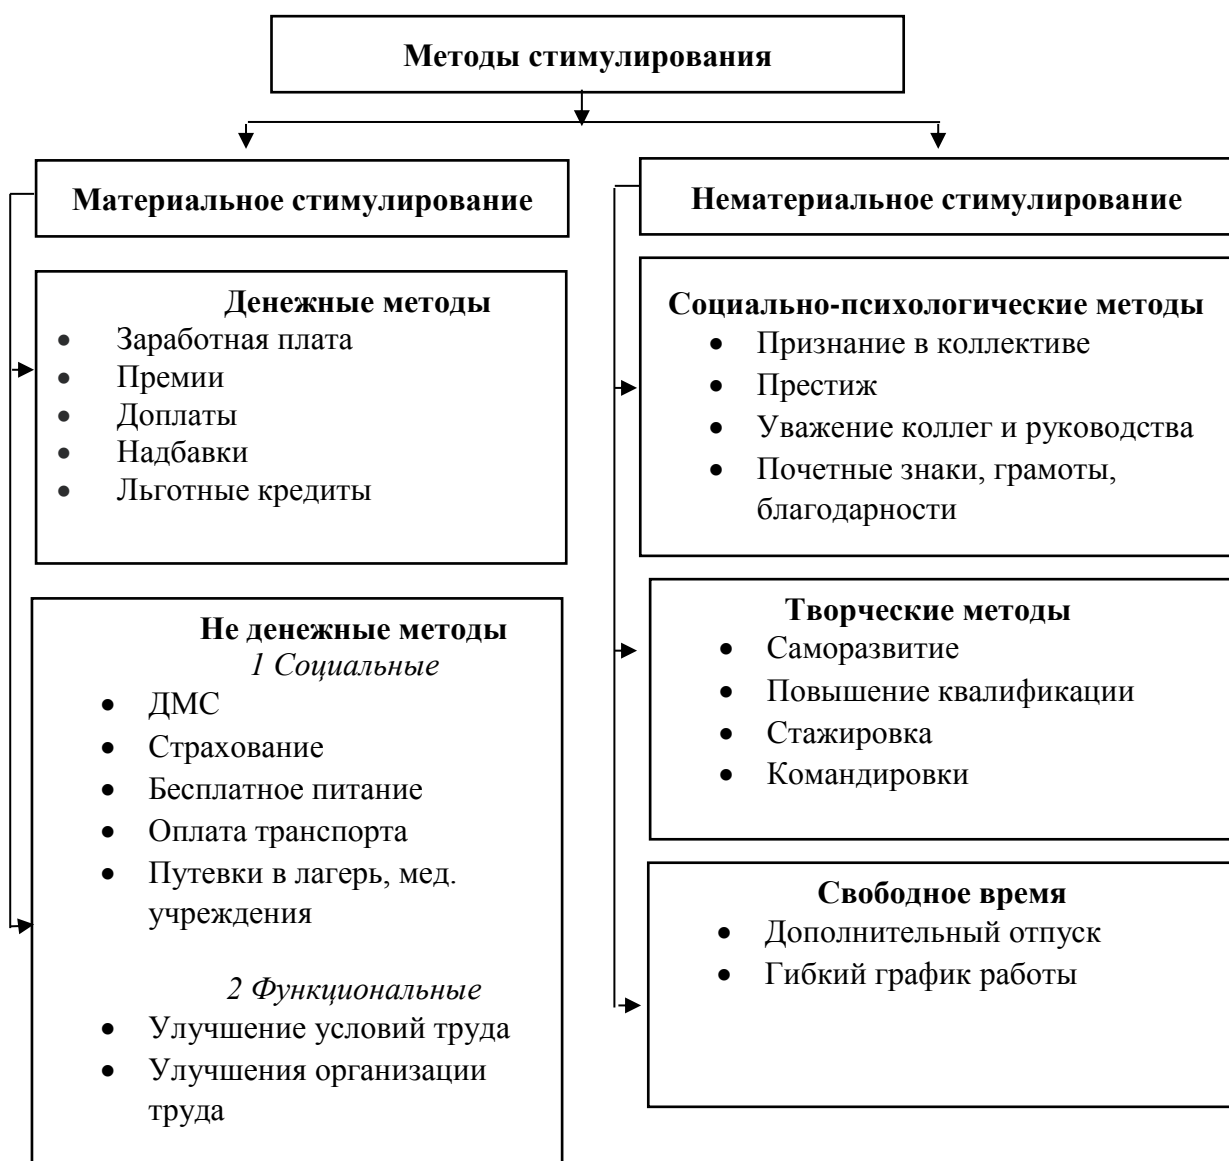 Методы стимулирования
Материальное стимулирование
Денежные методы
• Заработная плата
• Премии
• Доплаты
• Надбавки
• Льготные кредиты
Не денежные методы
1 Социальные
• ДМС
• Страхование
• Бесплатное питание
• Оплата транспорта
• Путевки в лагерь, мед.
учреждения
2 Функциональные
• Улучшение условий труда
• Улучшения организации
труда
Нематериальное стимулирование
Социально-психологические методы
• Признание в коллективе
• Престиж
• Уважение коллег и руководства
• Почетные знаки, грамоты,
благодарности
Творческие методы
• Саморазвитие
• Повышение квалификации
• Стажировка
• Командировки
Свободное время
• Дополнительный отпуск
• Гибкий график работы